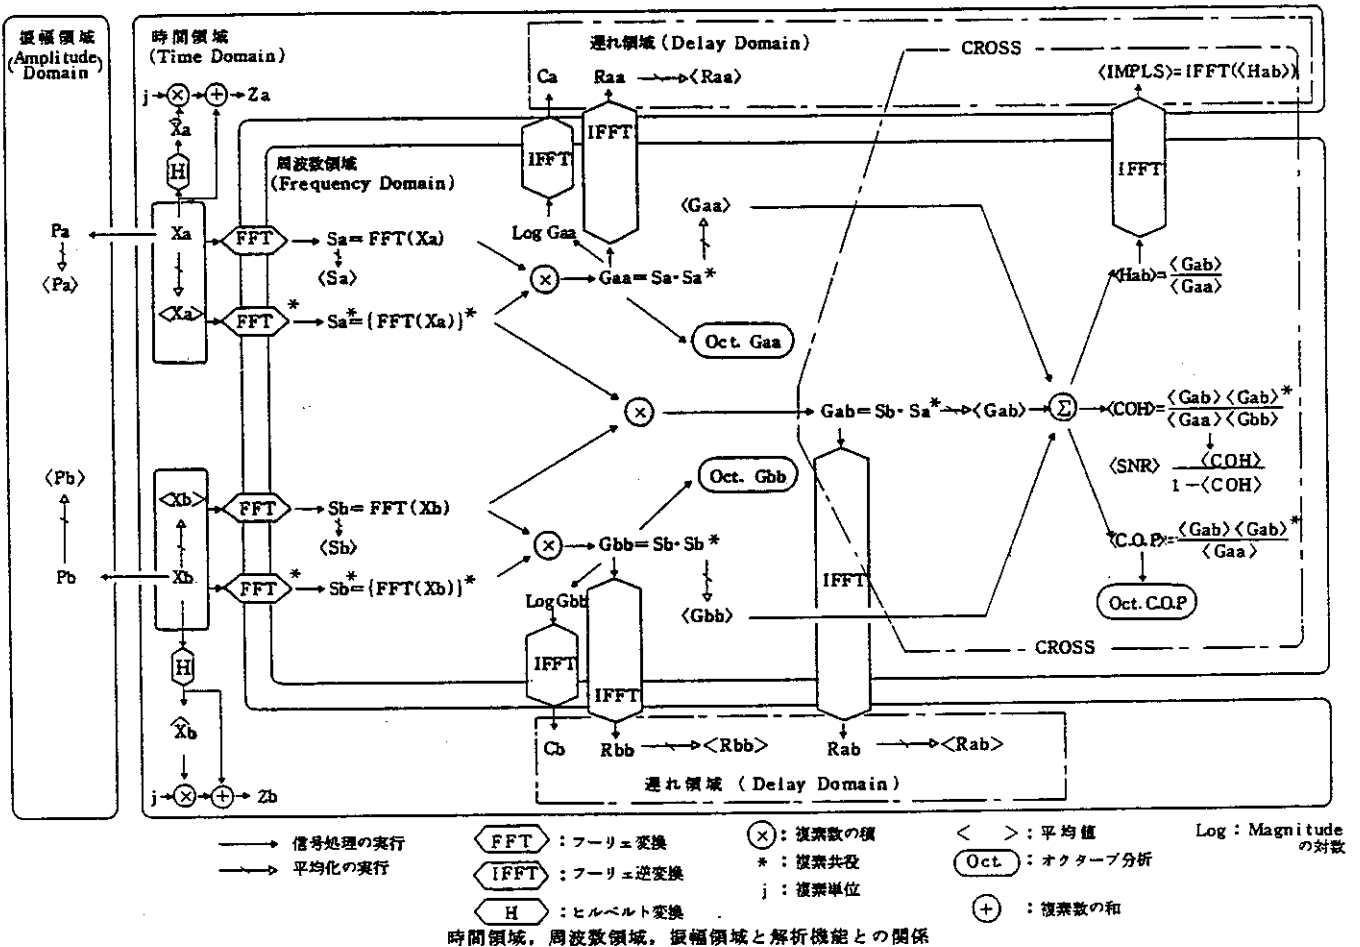 振幅領域
(Amplitude
Domain)
時間領域
(Time Domain)
遅れ領域 (Delay Domain)
CROSS
Ca
Raa
<Raa>
<IMPLS>=IFFT(<Hab>)
j
×
+
Za
X̂a
H
IFFT
IFFT
IFFT
周波数領域
(Frequency Domain)
<Gaa>
Pa
Xa
FFT
Sa=FFT(Xa)
Log Gaa
<Pa>
<Sa>
×
Gaa=Sa·Sa*
<Hab>=<Gab>/<Gaa>
<Xa>
FFT*
Sa*={FFT(Xa)}*
Oct. Gaa
×
Gab=Sb·Sa*
<Gab>
Σ
<COH>=<Gab><Gab>*/<Gaa><Gbb>
<SNR> <COH>/1-<COH>
<Pb>
<Xb>
FFT
Sb=FFT(Xb)
Oct. Gbb
<Sb>
×
Gbb=Sb·Sb*
<C.O.P>=<Gab><Gab>*/<Gaa>
Pb
Xb
FFT*
Sb*={FFT(Xb)}*
IFFT
Log Gbb
<Gbb>
Oct. C.O.P
H
IFFT
IFFT
CROSS
X̂b
Cb
Rbb
<Rbb>
Rab
<Rab>
遅れ領域 (Delay Domain)
j
×
+
Zb
信号処理の実行
平均化の実行
FFT :フーリェ変換
IFFT :フーリェ逆変換
H :ヒルベルト変換
× :複素数の積
* :複素共役
j :複素単位
< > :平均値
Oct. :オクターブ分析
+ :複素数の和
Log:Magnitude
の対数
時間領域,周波数領域,振幅領域と解析機能との関係